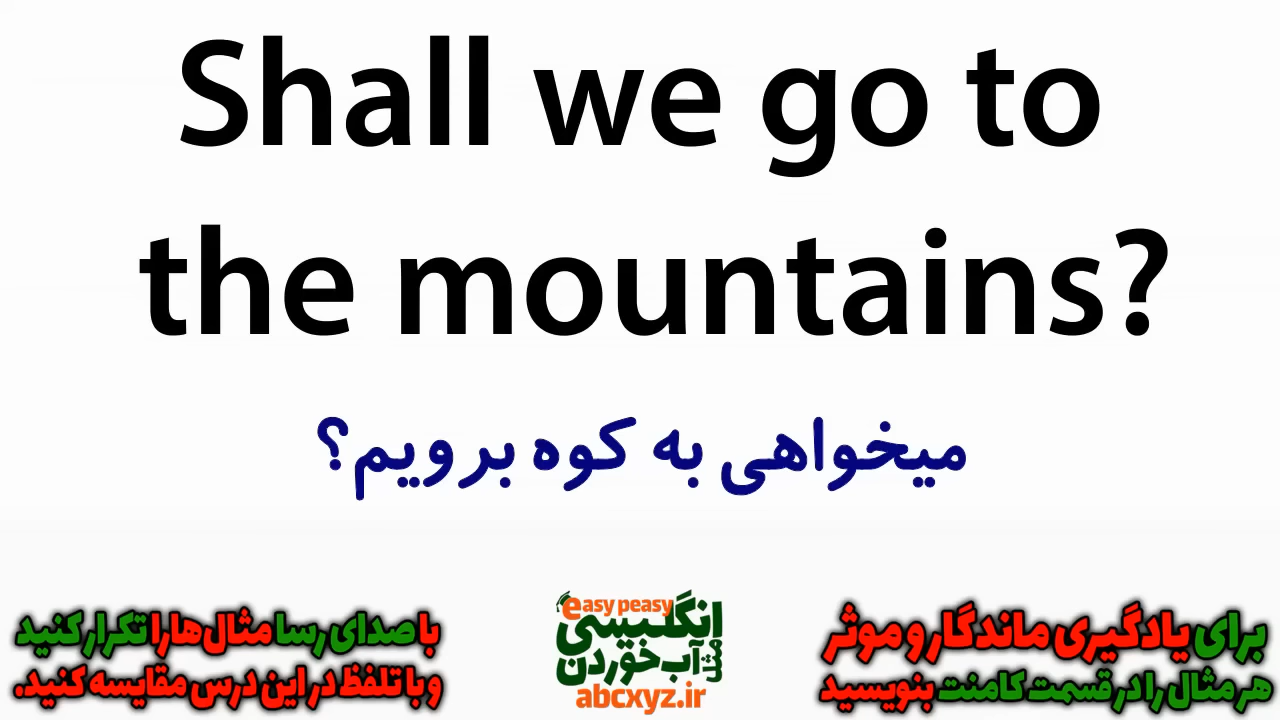 Shall we go to
the mountains?
میخواهی به کوه برویم؟
برای یادگیری ماندگار و موثر
هر مثال را در قسمت کامنت بنویسید
easy peasy
انگلیسی
مثل آب خوردن
abcxyz.ir
با صدای رسا مثال‌ها را تکرار کنید
و با تلفظ در این درس مقایسه کنید.